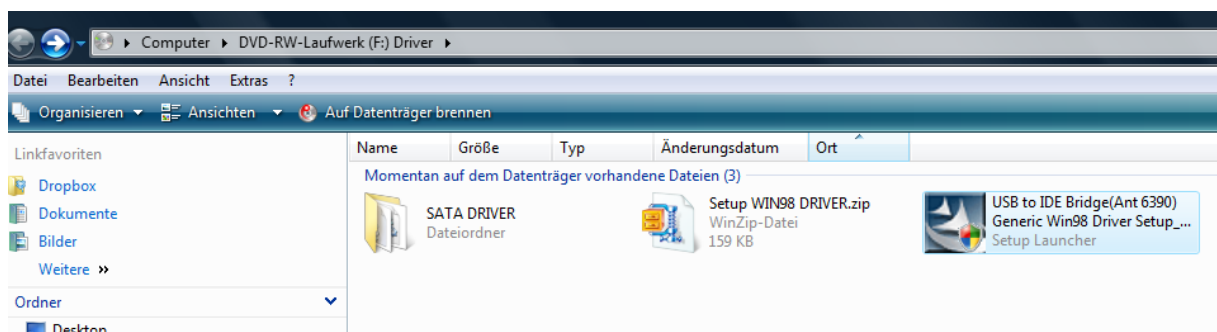 Computer DVD-RW-Laufwerk (F:) Driver
Datei Bearbeiten Ansicht Extras ?
Organisieren Ansichten Auf Datenträger brennen
Linkfavoriten
Dropbox
Dokumente
Bilder
Weitere »
Ordner
Desktop
Name Größe Typ Änderungsdatum Ort
Momentan auf dem Datenträger vorhandene Dateien (3)
SATA DRIVER
Dateiordner
Setup WIN98 DRIVER.zip
WinZip-Datei
159 KB
USB to IDE Bridge(Ant 6390)
Generic Win98 Driver Setup_...
Setup Launcher